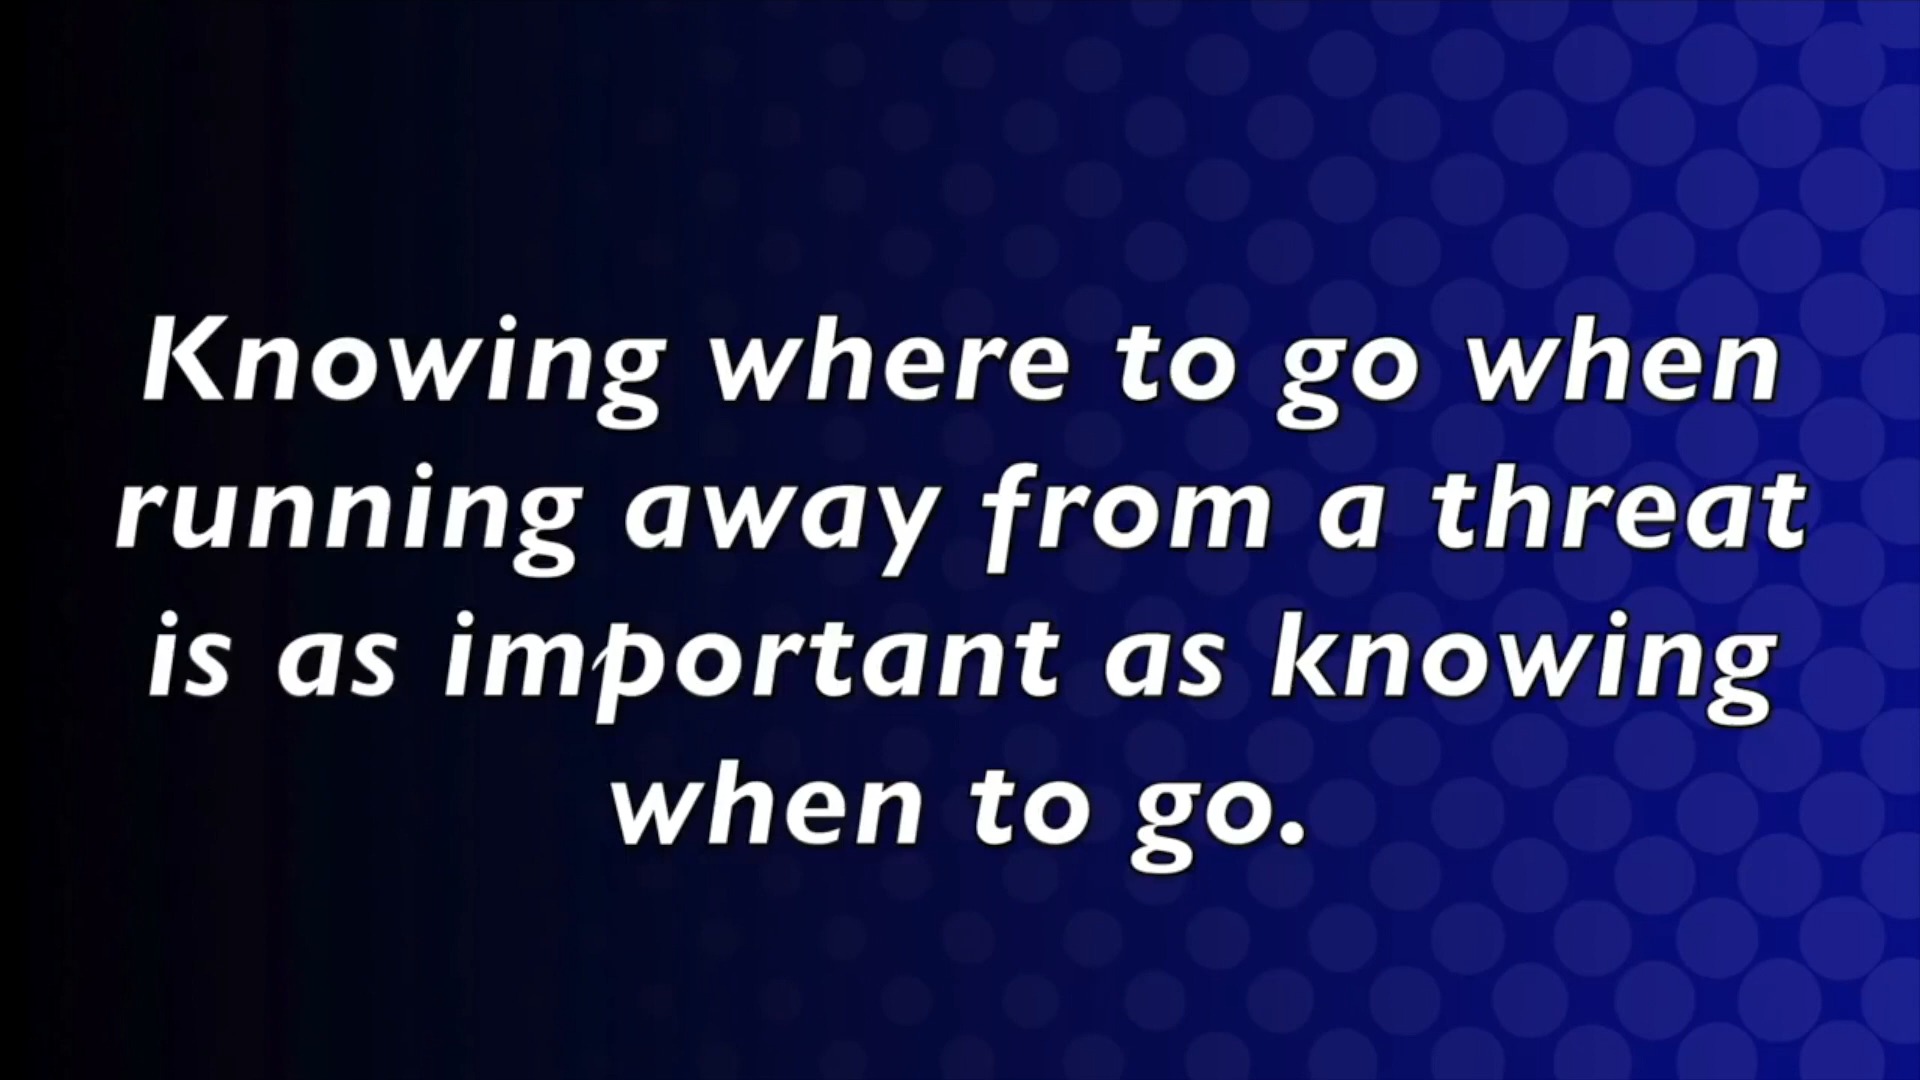 Knowing where to go when
running away from a threat
is as important as knowing
when to go.